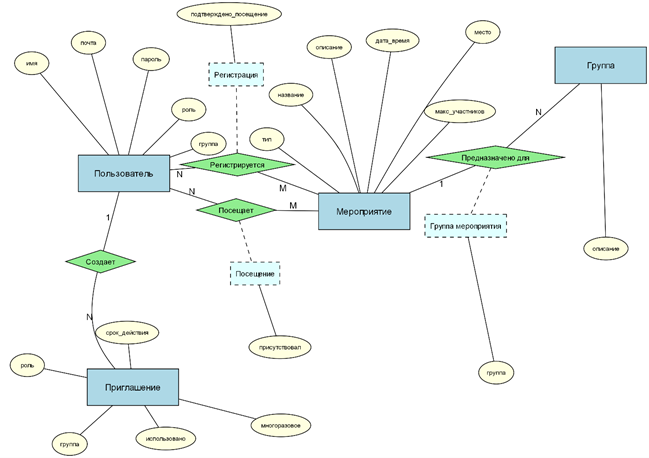 подтверждено_посещение
почта
имя
пароль
Регистрация
описание
дата_время
место
Группа
название
роль
макс_участников
группа
тип
N
Пользователь
N
Регистрируется
Предназначено для
M
1
N
Посещает
M
Мероприятие
1
Группа мероприятия
описание
Создает
Посещение
N
срок_действия
присутствовал
роль
Приглашение
группа
многоразовое
группа
использовано